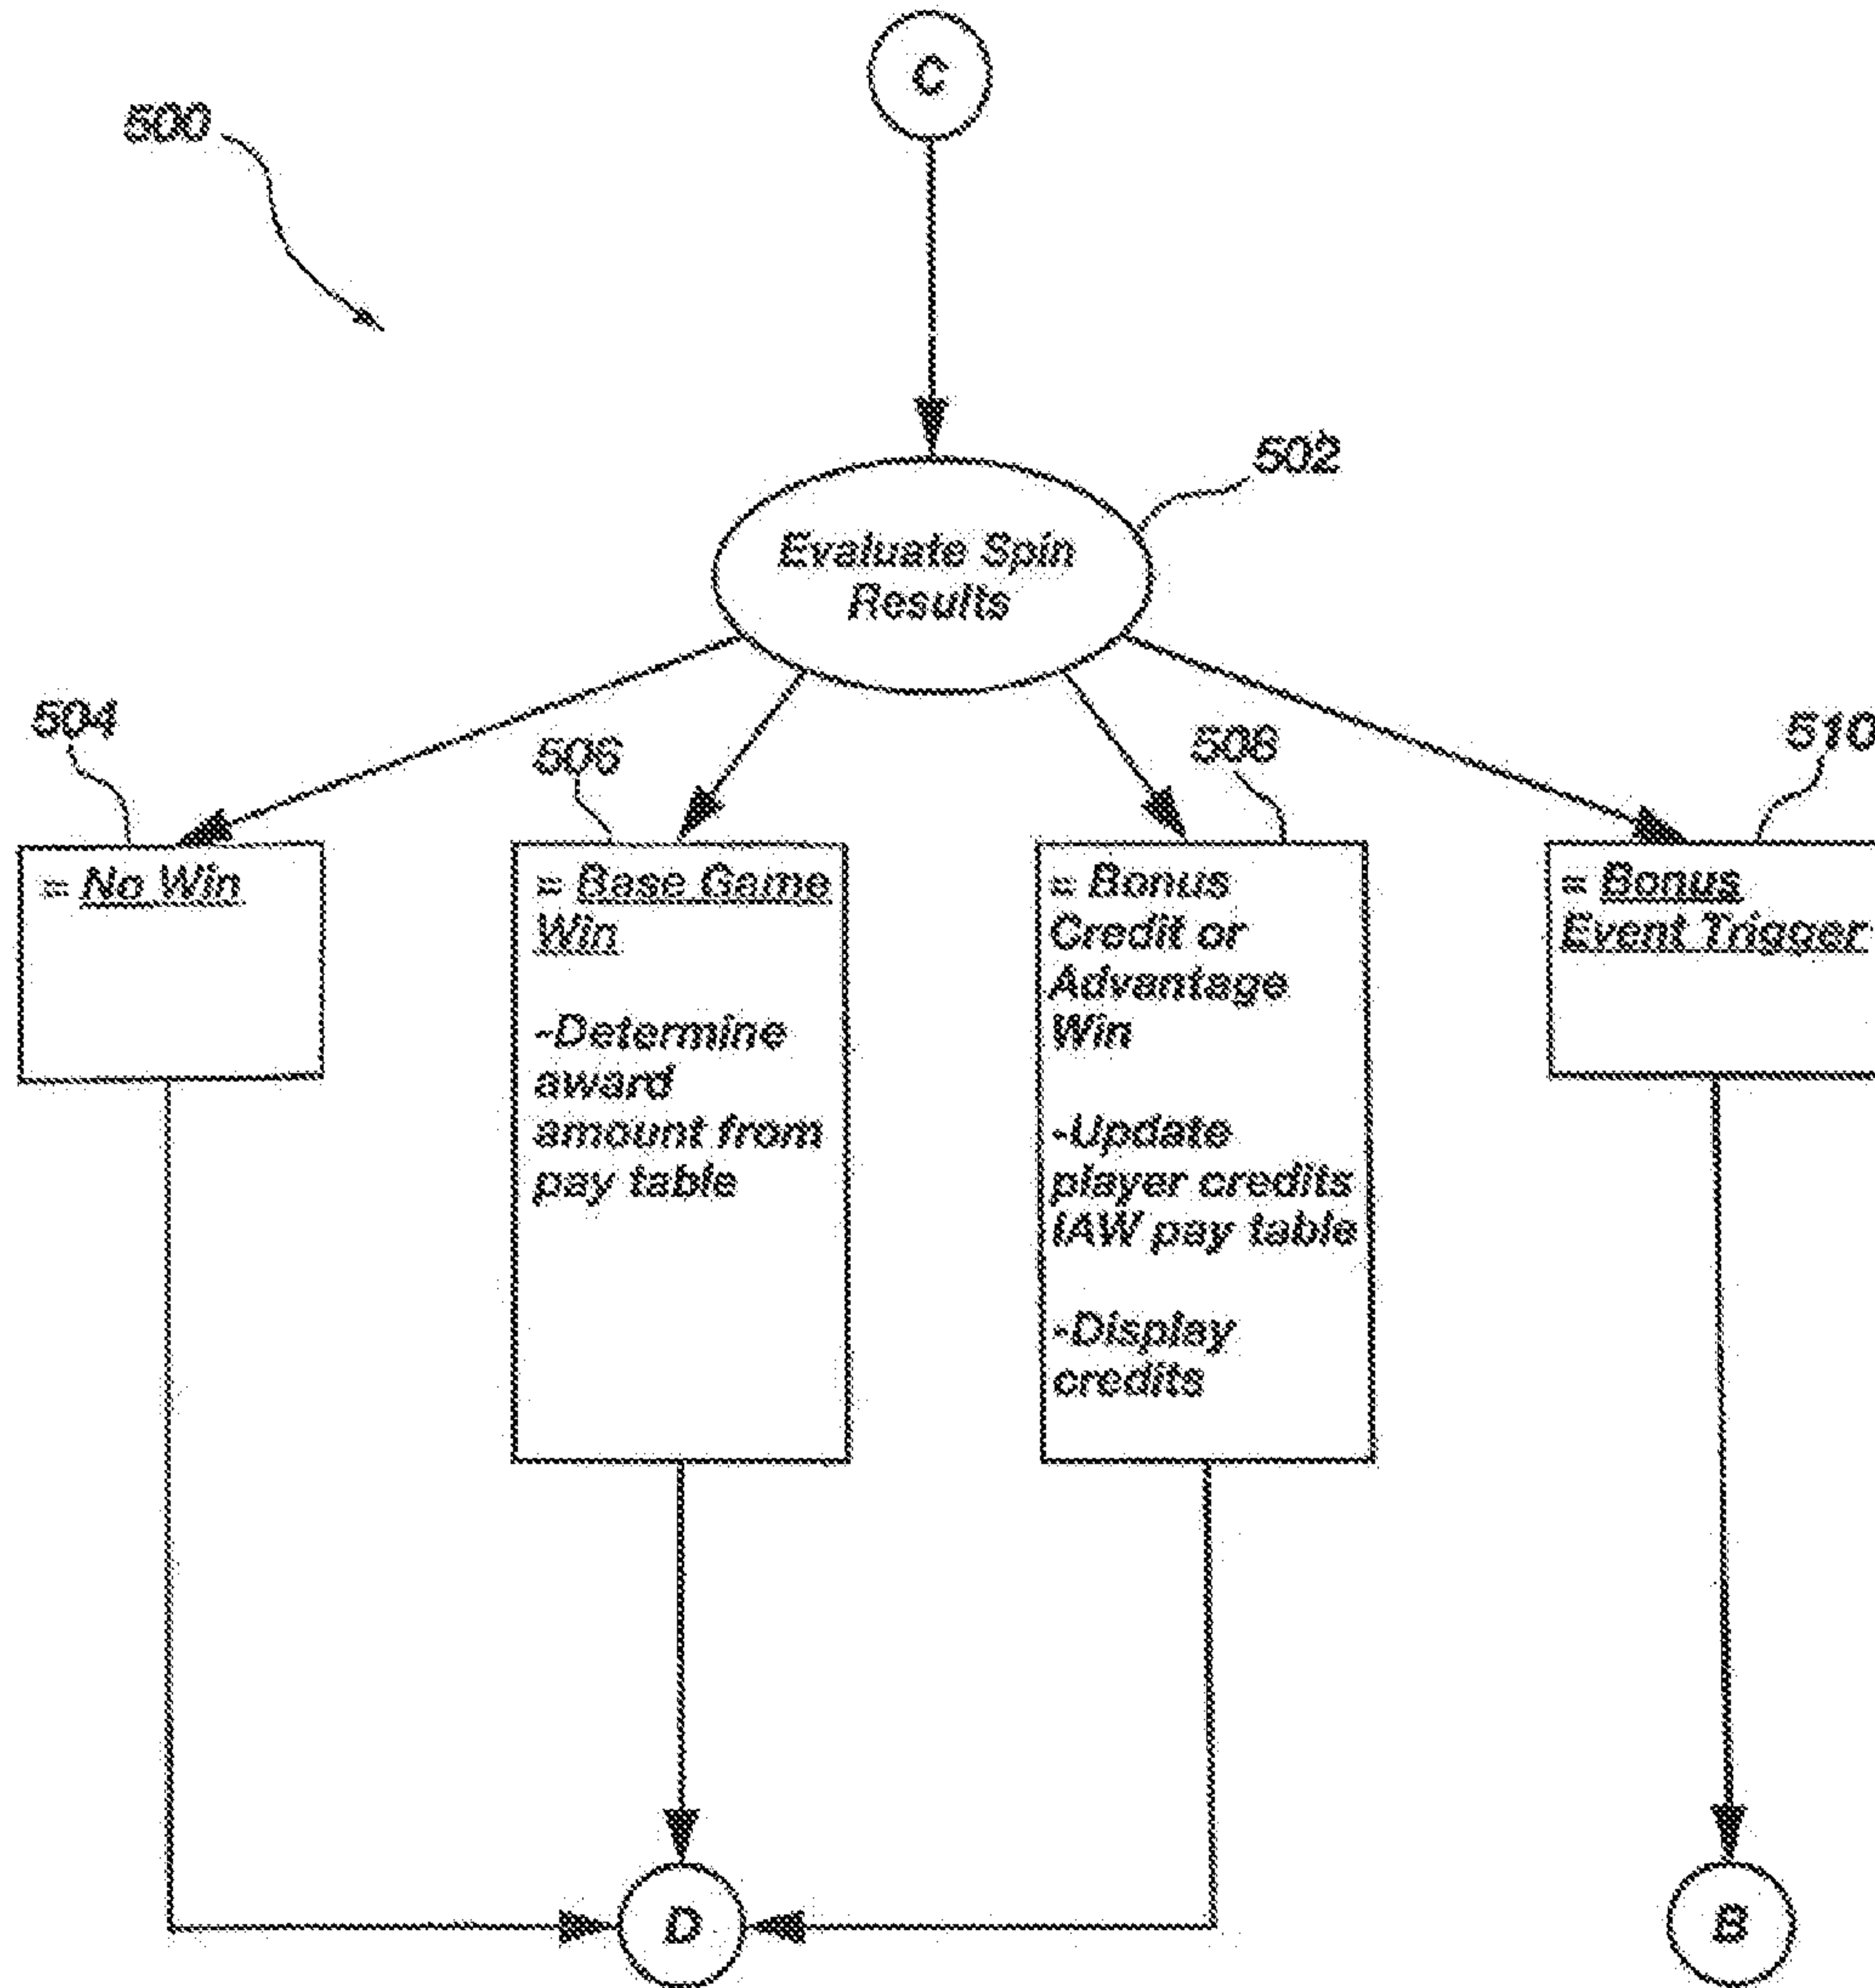 C
500
502
Evaluate Spin
Results
504
506
508
510
= No Win
= Base Game
Win
-Determine
award
amount from
pay table
= Bonus
Credit or
Advantage
Win
-Update
player credits
IAW pay table
-Display
credits
= Bonus
Event Trigger
D
B